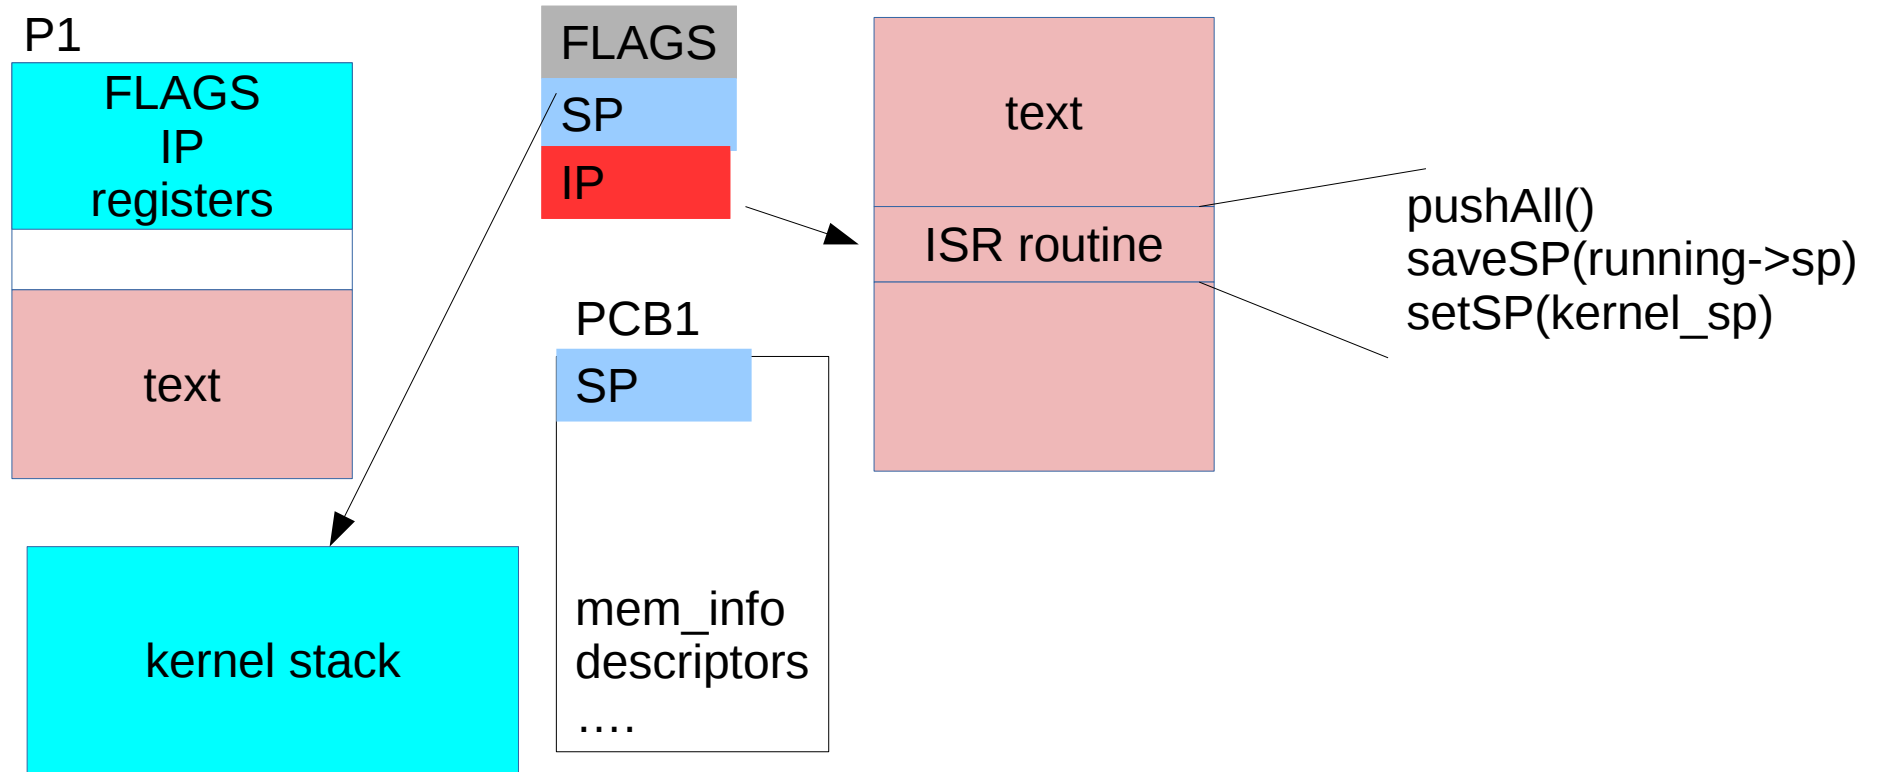 P1
FLAGS
IP
registers
text
kernel stack
FLAGS
SP
IP
PCB1
SP
mem_info
descriptors
....
text
ISR routine
pushAll()
saveSP(running->sp)
setSP(kernel_sp)